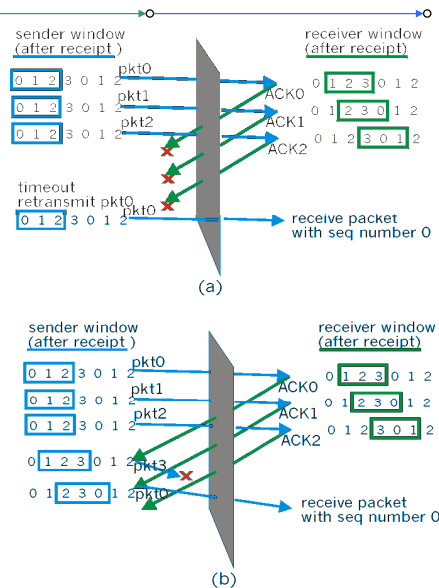 sender window
(after receipt )
receiver window
(after receipt)
0 1 2 3 0 1 2 pkt0
ACK0
0 1 2 3 0 1 2
0 1 2 3 0 1 2 pkt1
ACK1
0 1 2 3 0 1 2
0 1 2 3 0 1 2 pkt2
ACK2
0 1 2 3 0 1 2
timeout
retransmit pkt0
0 1 2 3 0 1 2 pkt0
receive packet
with seq number 0
(a)
sender window
(after receipt )
receiver window
(after receipt)
0 1 2 3 0 1 2 pkt0
ACK0
0 1 2 3 0 1 2
0 1 2 3 0 1 2 pkt1
ACK1
0 1 2 3 0 1 2
0 1 2 3 0 1 2 pkt2
ACK2
0 1 2 3 0 1 2
0 1 2 3 0 1 2 pkt3
0 1 2 3 0 1 2 pkt0
receive packet
with seq number 0
(b)